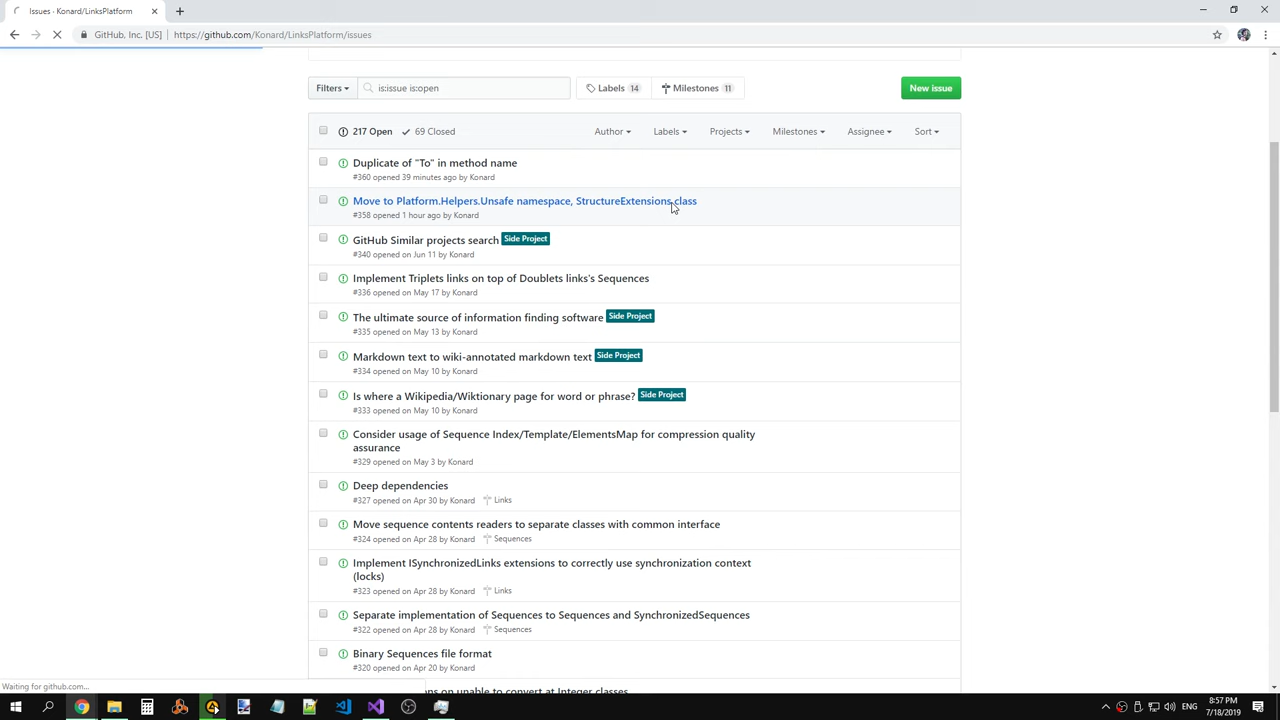 Issues · Konard/LinksPlatform
GitHub, Inc. [US] | https://github.com/Konard/LinksPlatform/issues
Filters
is:issue is:open
Labels 14
Milestones 11
New issue
217 Open
69 Closed
Author
Labels
Projects
Milestones
Assignee
Sort
Duplicate of "To" in method name
#360 opened 39 minutes ago by Konard
Move to Platform.Helpers.Unsafe namespace, StructureExtensions class
#358 opened 1 hour ago by Konard
GitHub Similar projects search Side Project
#340 opened on Jun 11 by Konard
Implement Triplets links on top of Doublets links's Sequences
#336 opened on May 17 by Konard
The ultimate source of information finding software Side Project
#335 opened on May 13 by Konard
Markdown text to wiki-annotated markdown text Side Project
#334 opened on May 10 by Konard
Is where a Wikipedia/Wiktionary page for word or phrase? Side Project
#333 opened on May 10 by Konard
Consider usage of Sequence Index/Template/ElementsMap for compression quality
assurance
#329 opened on May 3 by Konard
Deep dependencies
#327 opened on Apr 30 by Konard Links
Move sequence contents readers to separate classes with common interface
#324 opened on Apr 28 by Konard Sequences
Implement ISynchronizedLinks extensions to correctly use synchronization context
(locks)
#323 opened on Apr 28 by Konard Links
Separate implementation of Sequences to Sequences and SynchronizedSequences
#322 opened on Apr 28 by Konard Sequences
Binary Sequences file format
#320 opened on Apr 20 by Konard
on unable to convert at Integer classes
Waiting for github.com...
ENG
8:57 PM
7/18/2019